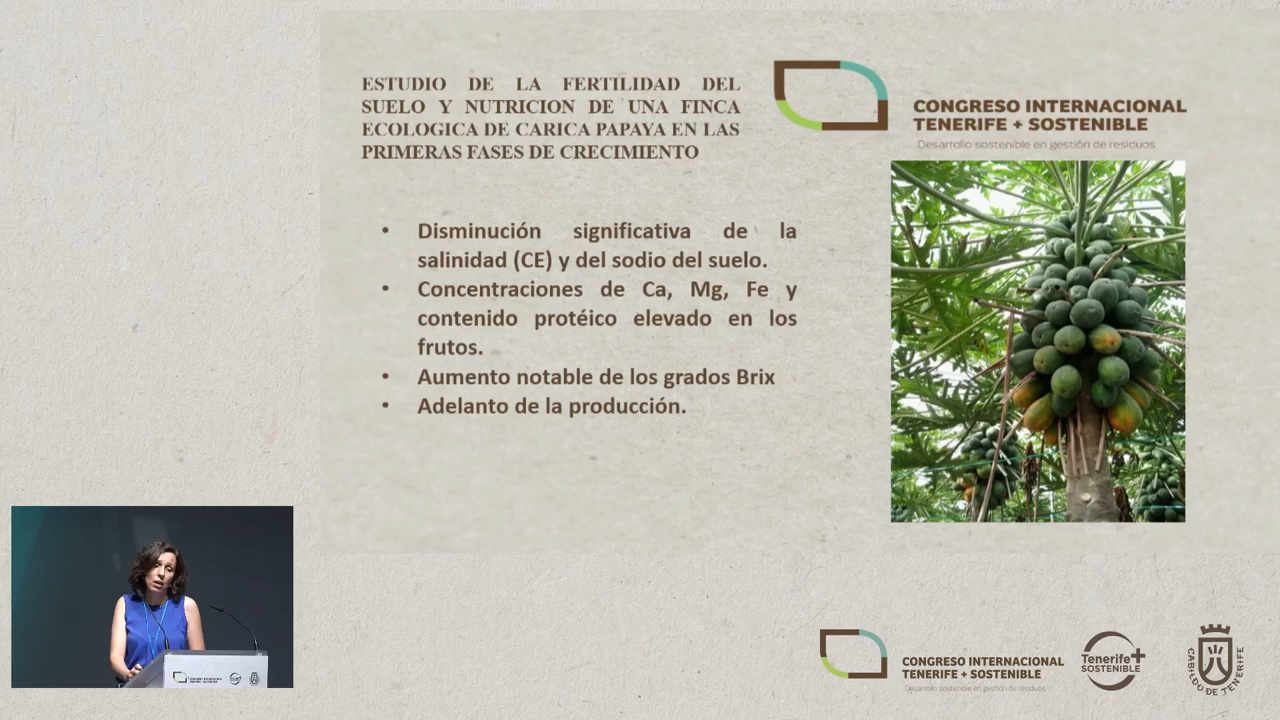 ESTUDIO DE LA FERTILIDAD DEL
SUELO Y NUTRICION DE UNA FINCA
ECOLOGICA DE CARICA PAPAYA EN LAS
PRIMERAS FASES DE CRECIMIENTO
CONGRESO INTERNACIONAL
TENERIFE + SOSTENIBLE
Desarrollo sostenible en gestión de residuos
• Disminución significativa de la
salinidad (CE) y del sodio del suelo.
• Concentraciones de Ca, Mg, Fe y
contenido protéico elevado en los
frutos.
• Aumento notable de los grados Brix
• Adelanto de la producción.
CONGRESO INTERNACIONAL
TENERIFE + SOSTENIBLE
Desarrollo sostenible en gestión de residuos
Tenerife+
SOSTENIBLE
CABILDO DE TENERIFE